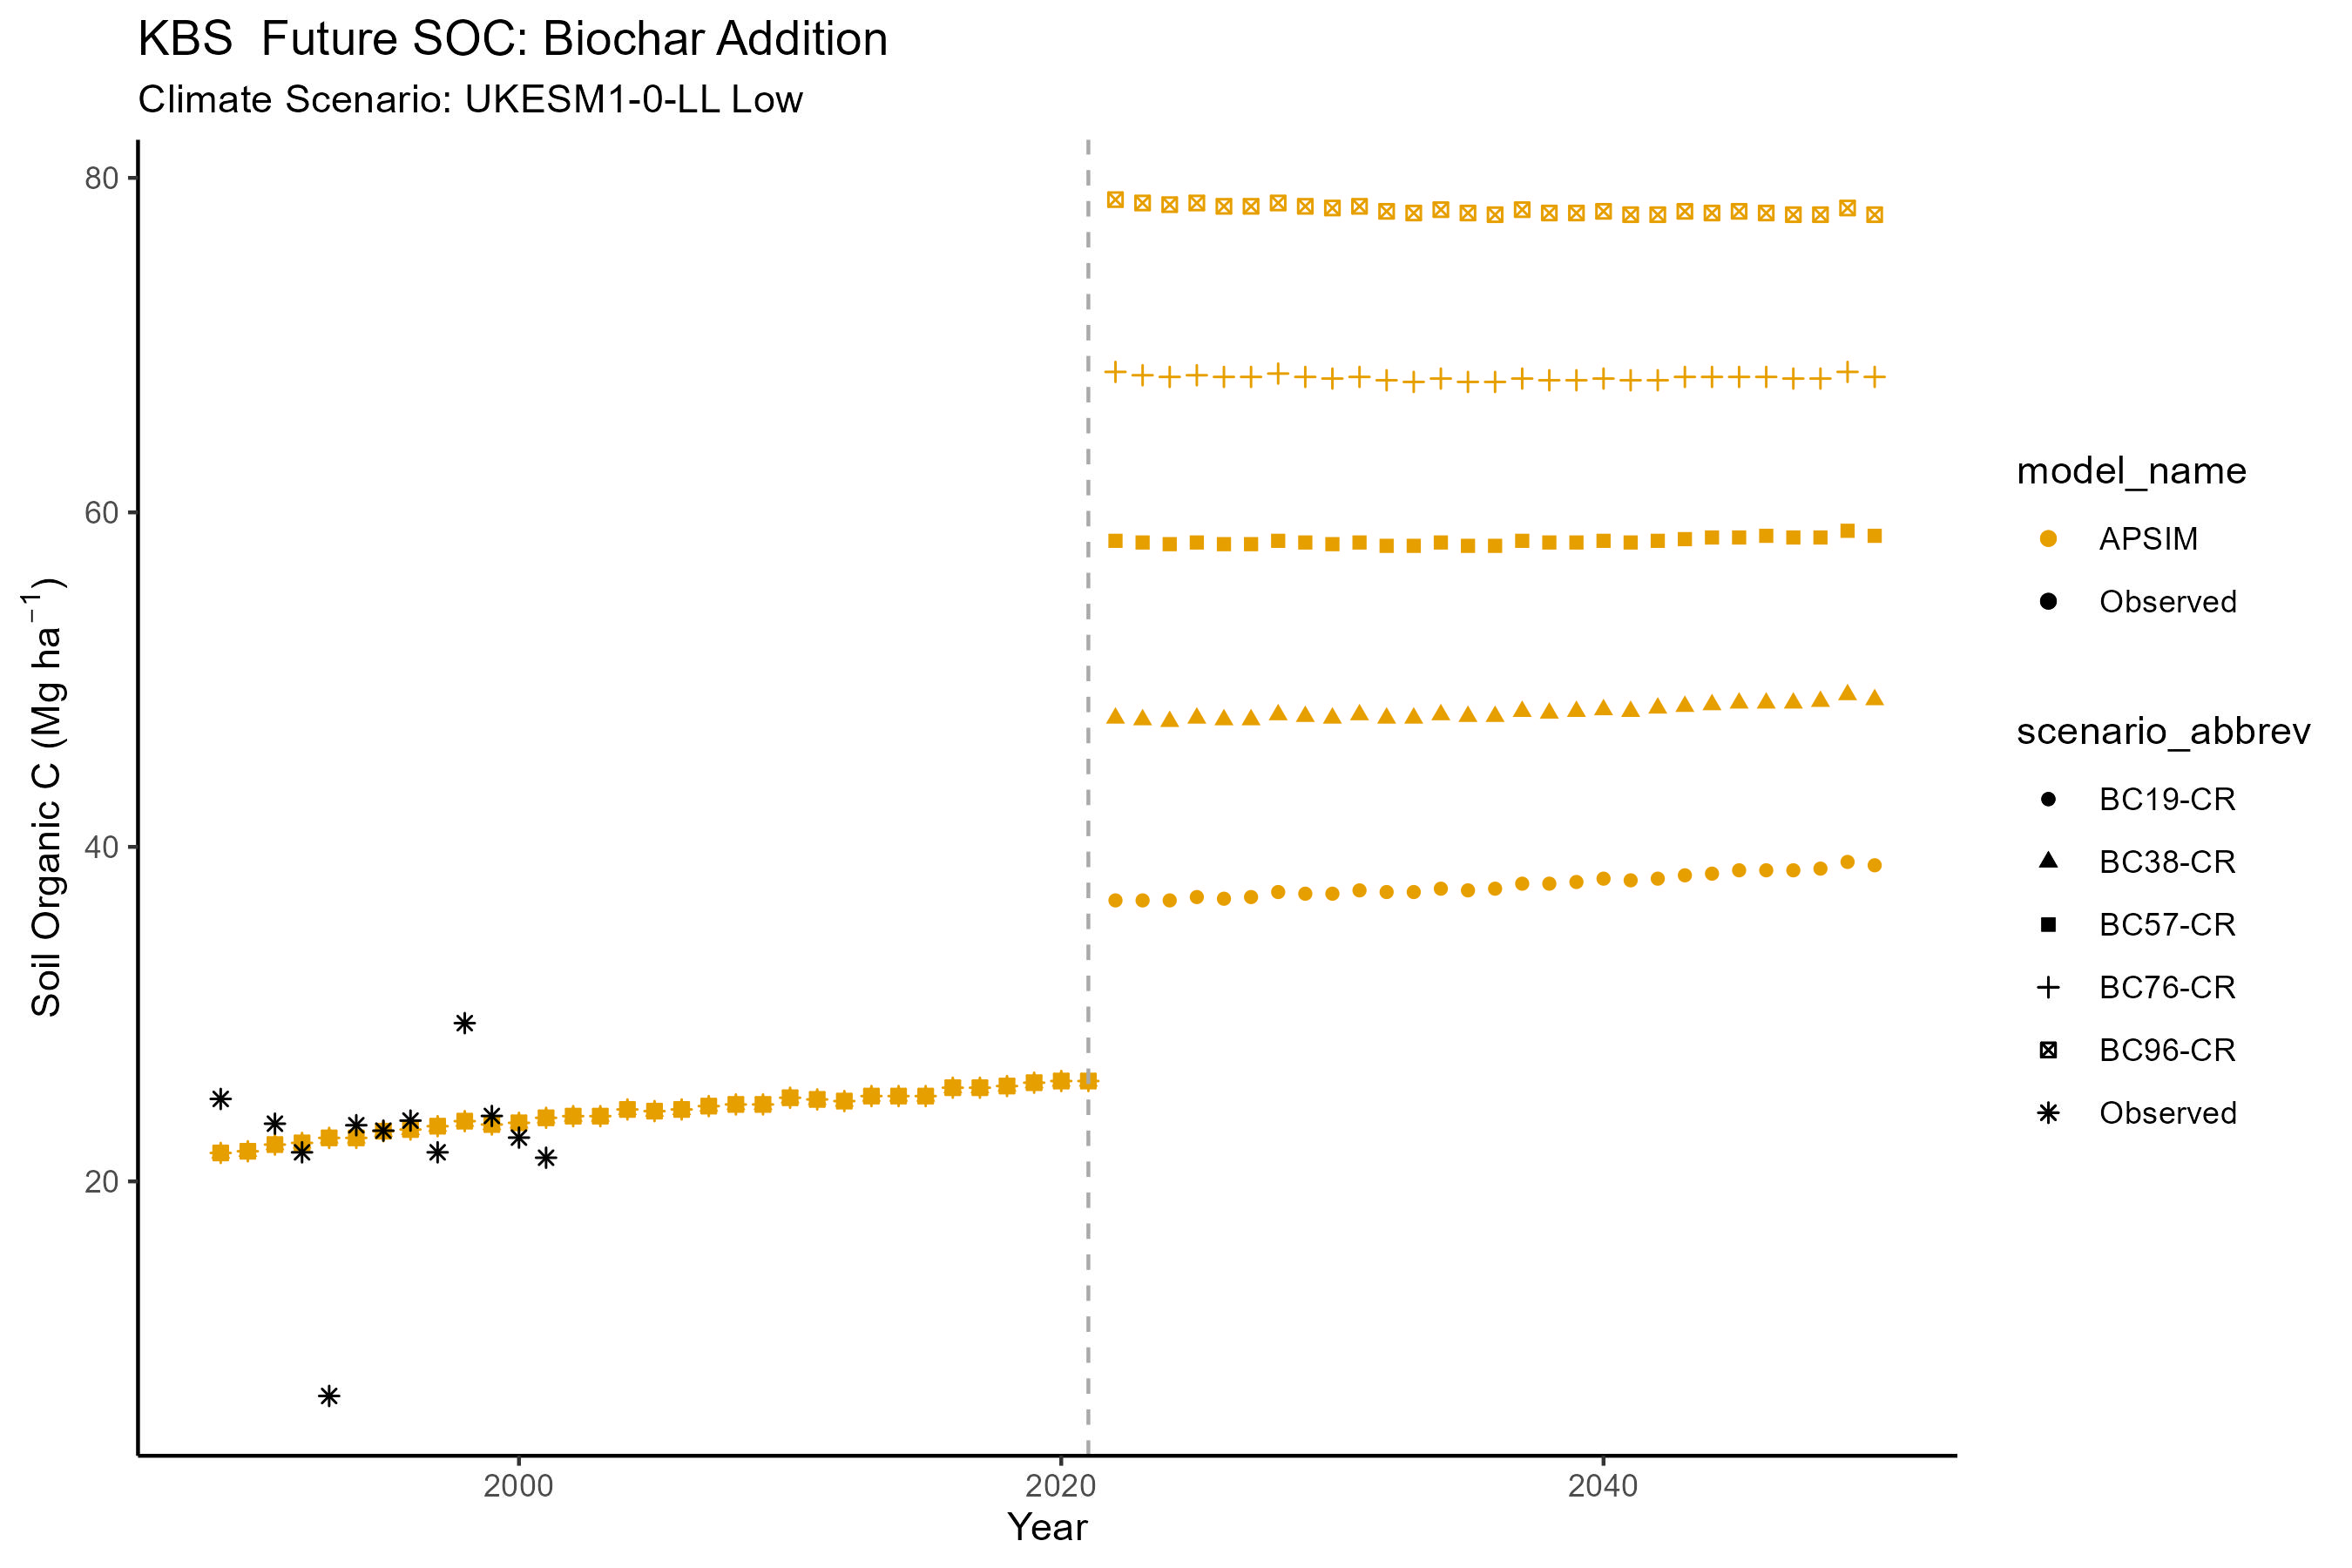 KBS  Future SOC: Biochar Addition
Climate Scenario: UKESM1-0-LL Low
Soil Organic C (Mg ha⁻¹)
80
60
40
20
2000
2020
2040
Year
model_name
APSIM
Observed
scenario_abbrev
BC19-CR
BC38-CR
BC57-CR
BC76-CR
BC96-CR
Observed